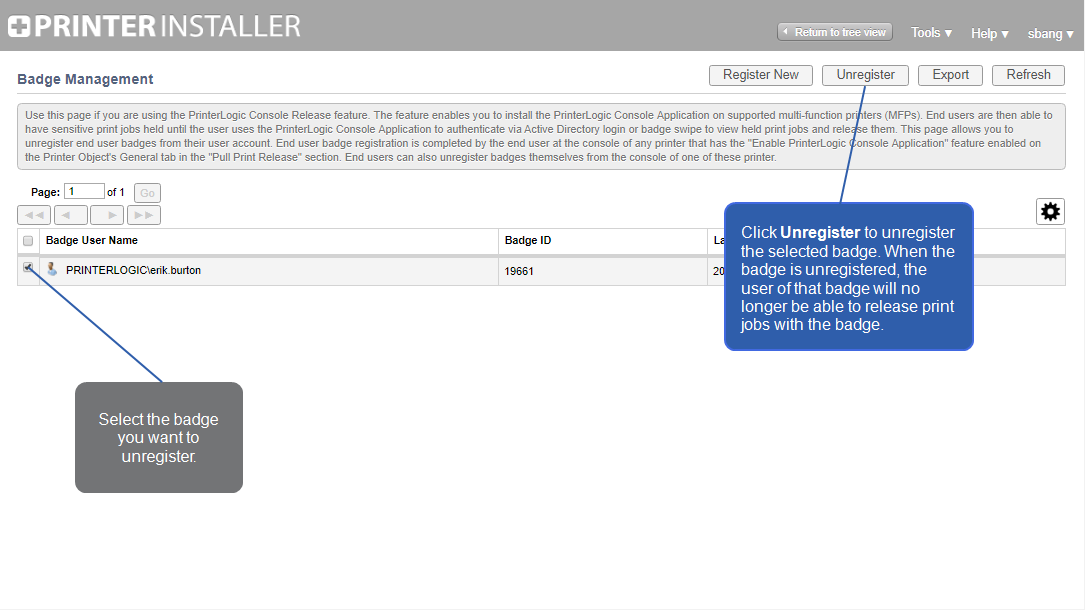 PRINTER INSTALLER
Return to tree view
Tools
Help
sbang
Badge Management
Register New
Unregister
Export
Refresh
Use this page if you are using the PrinterLogic Console Release feature. The feature enables you to install the PrinterLogic Console Application on supported multi-function printers (MFPs). End users are then able to
have sensitive print jobs held until the user uses the PrinterLogic Console Application to authenticate via Active Directory login or badge swipe to view held print jobs and release them. This page allows you to
unregister end user badges from their user account. End user badge registration is completed by the end user at the console of any printer that has the "Enable PrinterLogic Console Application" feature enabled on
the Printer Object's General tab in the "Pull Print Release" section. End users can also unregister badges themselves from the console of one of these printer.
Page: 1 of 1 Go
Badge User Name
Badge ID
La
PRINTERLOGIC\erik.burton
19661
20
Click Unregister to unregister
the selected badge. When the
badge is unregistered, the
user of that badge will no
longer be able to release print
jobs with the badge.
Select the badge
you want to
unregister.